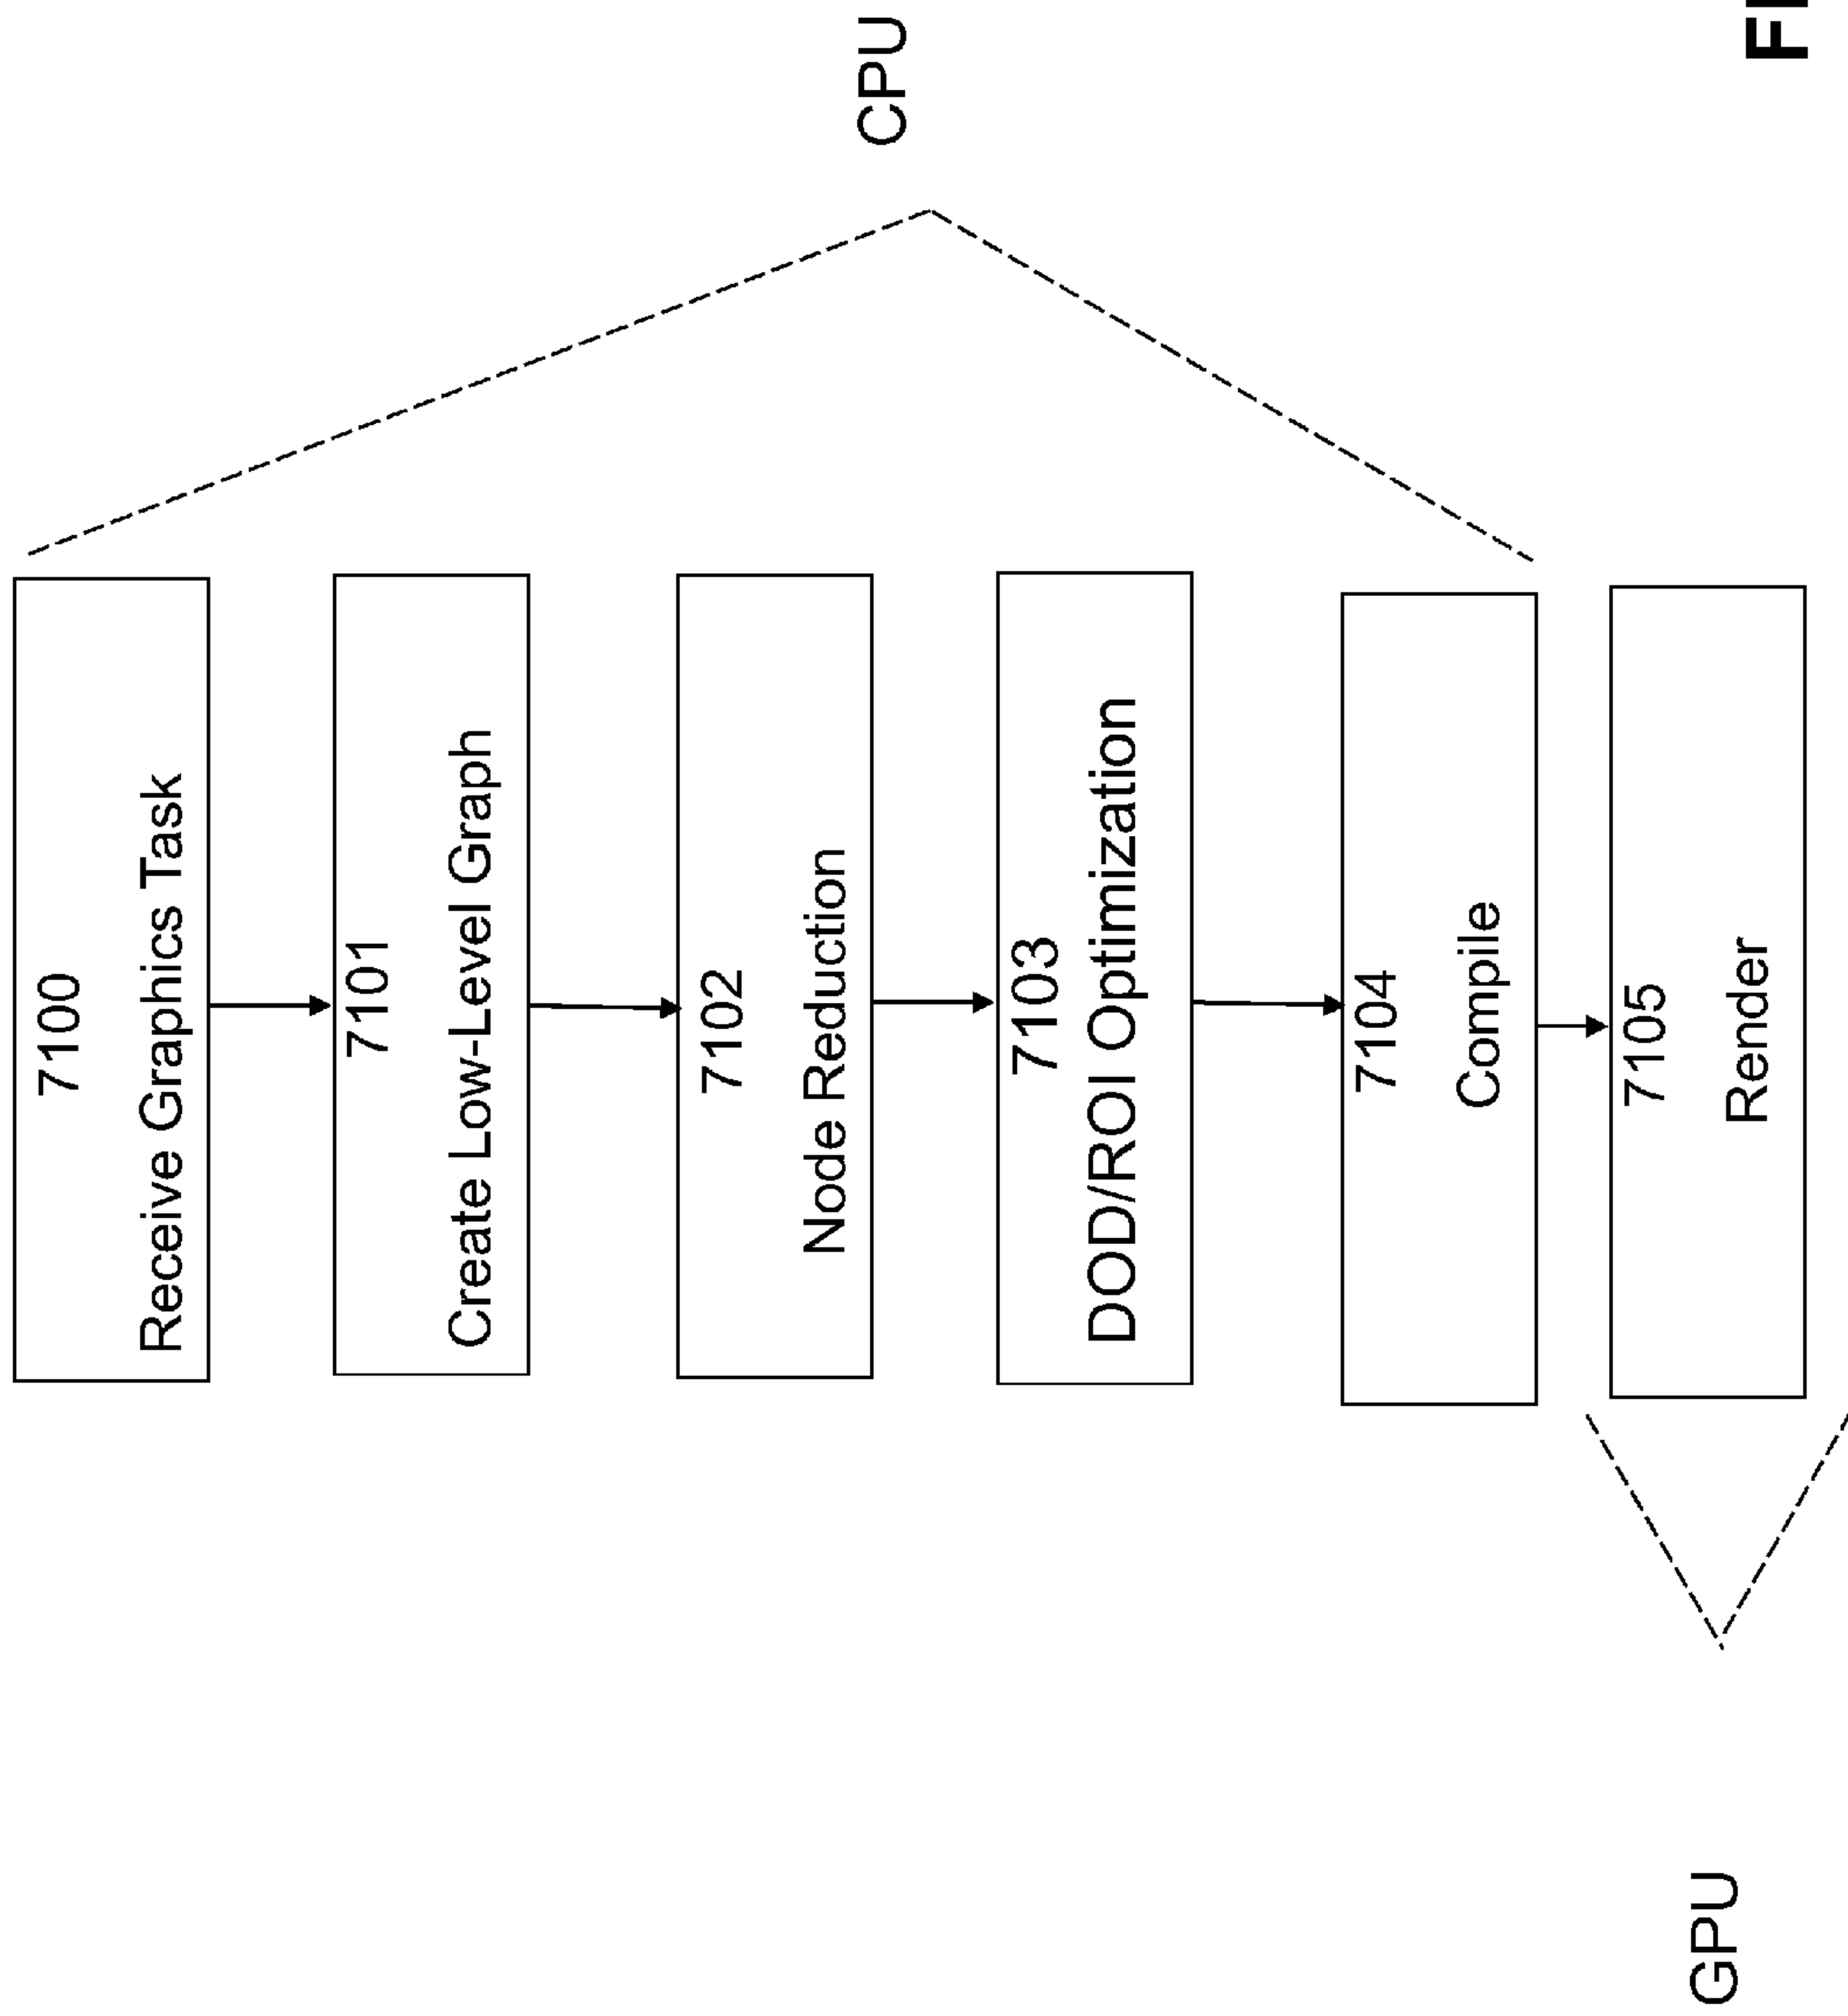 7100
Receive Graphics Task
7101
Create Low-Level Graph
7102
Node Reduction
7103
DOD/ROI Optimization
7104
Compile
7105
Render
CPU
GPU